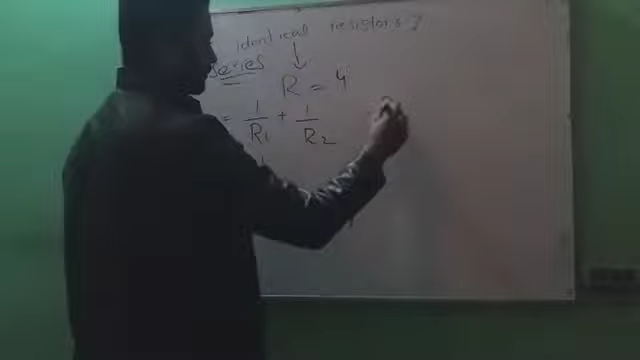 identical resistors ?
series
R = 4
= 1/R1 + 1/R2